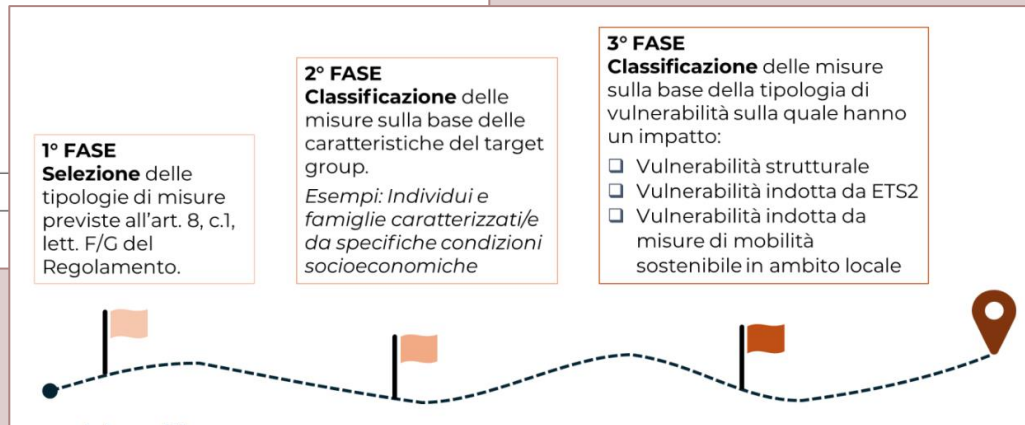 1° FASE
Selezione delle
tipologie di misure
previste all'art. 8, c.1,
lett. F/G del
Regolamento.
2° FASE
Classificazione delle
misure sulla base delle
caratteristiche del target
group.
Esempi: Individui e
famiglie caratterizzati/e
da specifiche condizioni
socioeconomiche
3° FASE
Classificazione delle misure
sulla base della tipologia di
vulnerabilità sulla quale hanno
un impatto:
Vulnerabilità strutturale
Vulnerabilità indotta da ETS2
Vulnerabilità indotta da
misure di mobilità
sostenibile in ambito locale